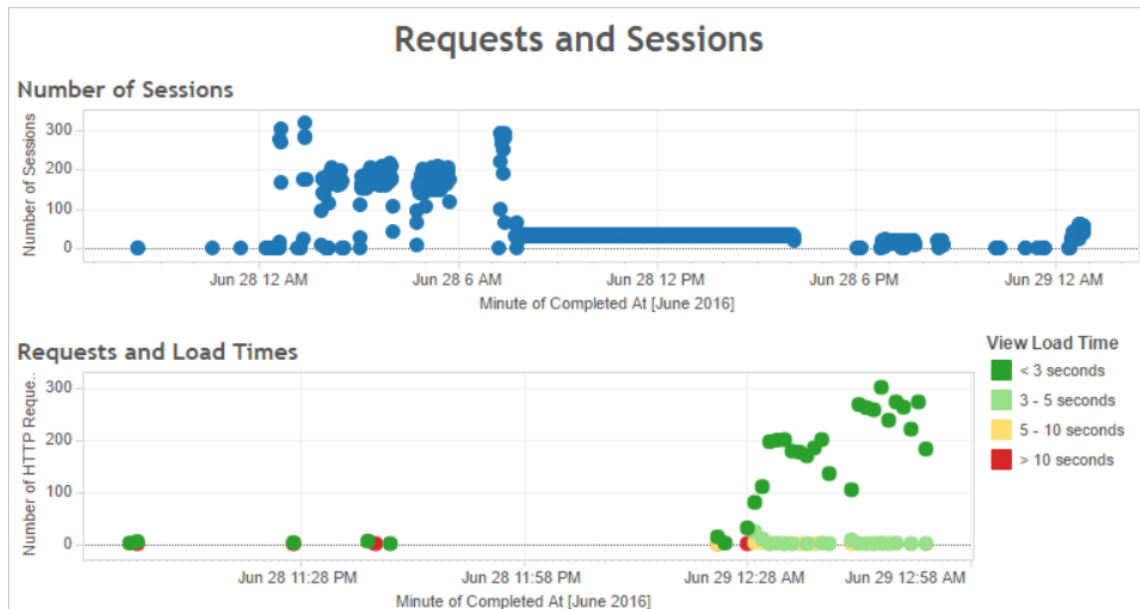 Requests and Sessions
Number of Sessions
Number of Sessions
300
200
100
0
Jun 28 12 AM
Jun 28 6 AM
Jun 28 12 PM
Jun 28 6 PM
Jun 29 12 AM
Minute of Completed At [June 2016]
Requests and Load Times
Number of HTTP Reque..
300
200
100
0
Jun 28 11:28 PM
Jun 28 11:58 PM
Jun 29 12:28 AM
Jun 29 12:58 AM
Minute of Completed At [June 2016]
View Load Time
< 3 seconds
3 - 5 seconds
5 - 10 seconds
> 10 seconds